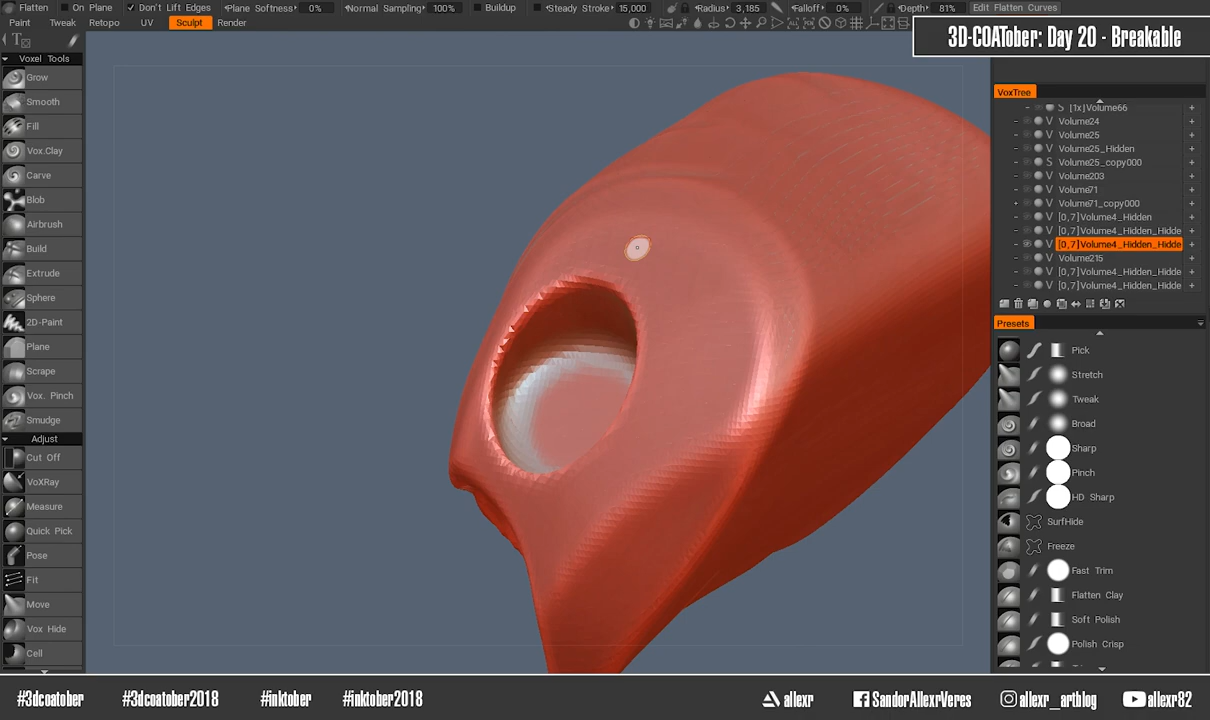 Flatten On Plane Don't Lift Edges Plane Softness: 0% Normal Sampling: 100% Buildup Steady Stroke: 15,000 Radius: 3,185 Falloff: 0% Depth: 81% Edit Flatten Curves
Paint Tweak Retopo UV Sculpt Render
3D-COATober: Day 20 - Breakable
Voxel Tools
Grow
Smooth
Fill
Vox.Clay
Carve
Blob
Airbrush
Build
Extrude
Sphere
2D-Paint
Plane
Scrape
Vox. Pinch
Smudge
Adjust
Cut Off
VoXRay
Measure
Quick Pick
Pose
Fit
Move
Vox Hide
Cell
VoxTree
S [1x]Volume66
V Volume24
V Volume25
V Volume25_Hidden
S Volume25_copy000
V Volume203
V Volume71
V Volume71_copy000
V [0,7]Volume4_Hidden
V [0,7]Volume4_Hidden_Hidde
V [0,7]Volume4_Hidden_Hidde
V Volume215
V [0,7]Volume4_Hidden_Hidde
V [0,7]Volume4_Hidden_Hidde
Presets
Pick
Stretch
Tweak
Broad
Sharp
Pinch
HD Sharp
SurfHide
Freeze
Fast Trim
Flatten Clay
Soft Polish
Polish Crisp
#3dcoatober #3dcoatober2018 #inktober #inktober2018 allexr SandorAllexrVeres allexr_artblog allexr82